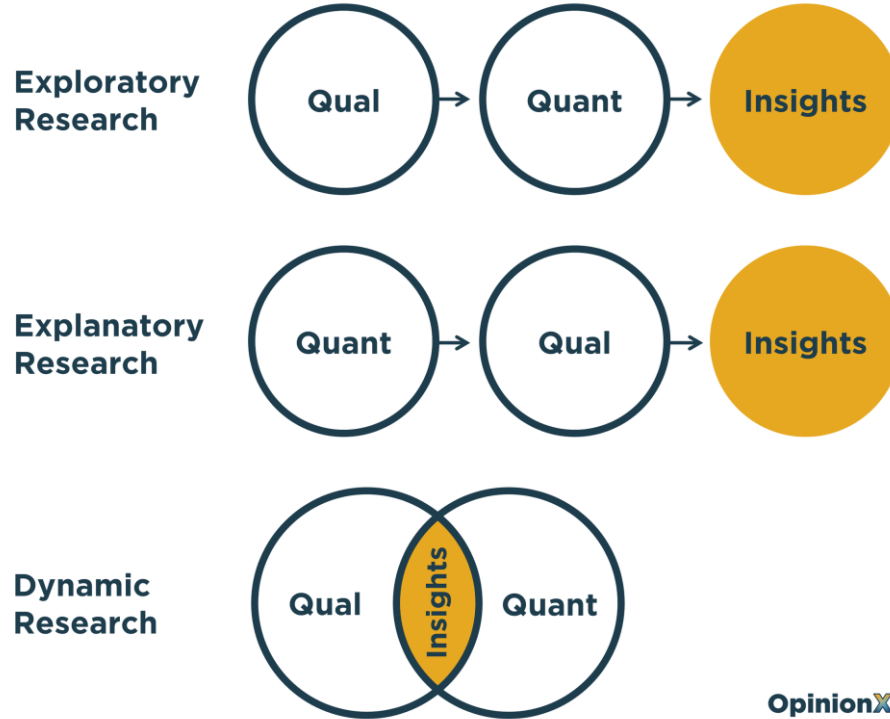 Exploratory
Research
Qual
Quant
Insights
Explanatory
Research
Quant
Qual
Insights
Dynamic
Research
Qual
Insights
Quant
OpinionX